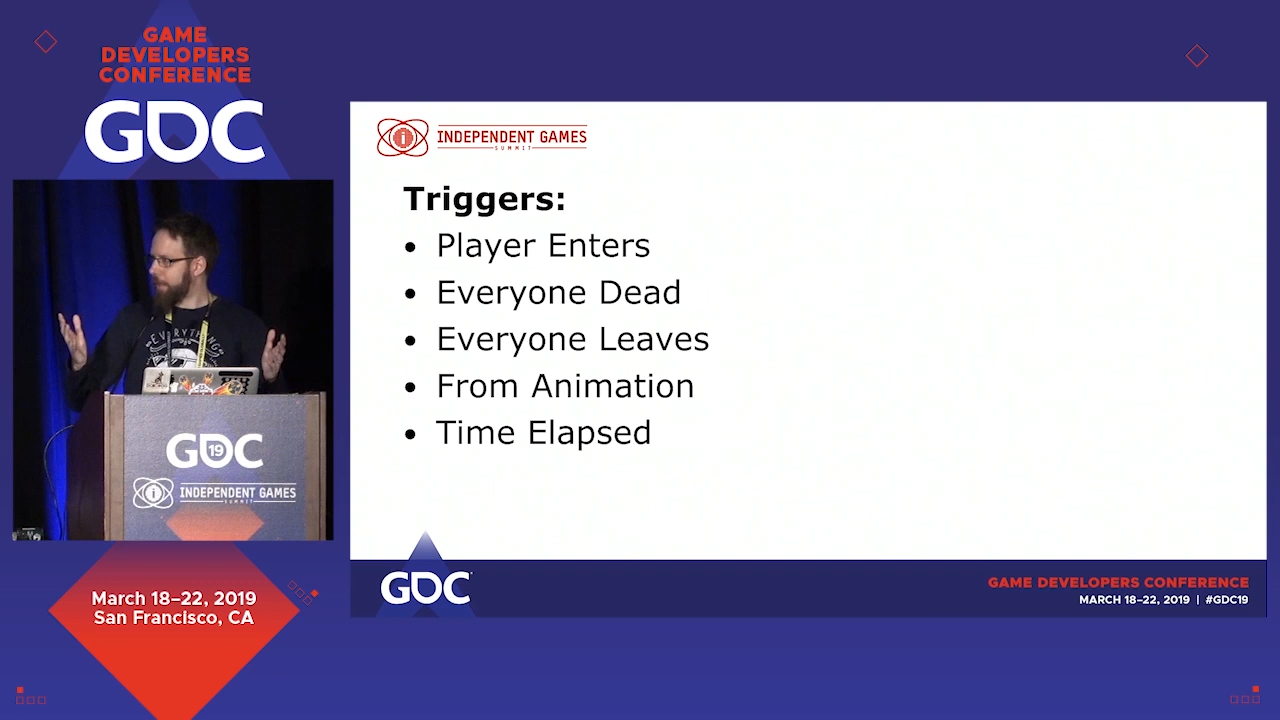 GAME
DEVELOPERS
CONFERENCE
GDC
INDEPENDENT GAMES
SUMMIT
Triggers:
• Player Enters
• Everyone Dead
• Everyone Leaves
• From Animation
• Time Elapsed
EVERYTHING
GDC
19
INDEPENDENT GAMES
SUMMIT
GDC
GAME DEVELOPERS CONFERENCE
MARCH 18–22, 2019 | #GDC19
March 18–22, 2019
San Francisco, CA